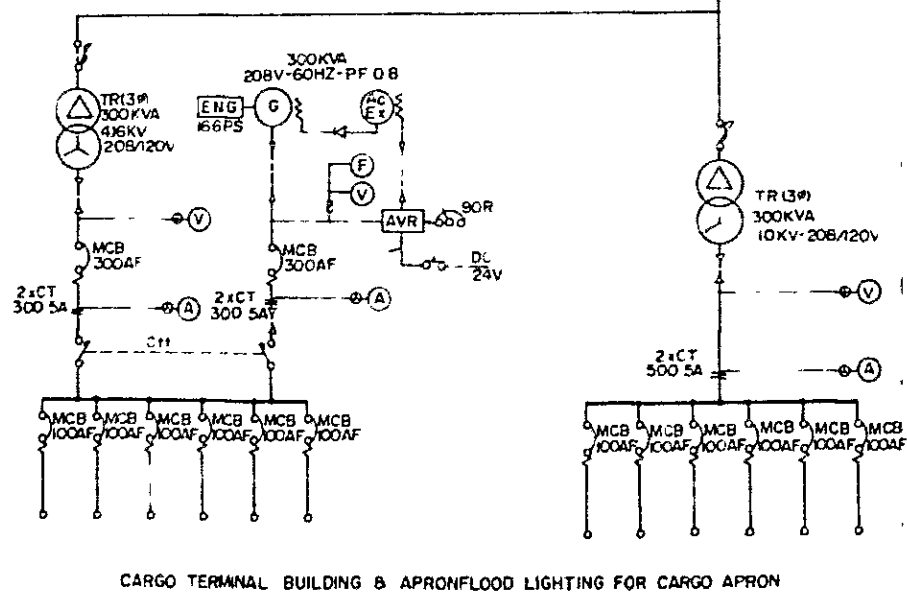 300KVA
208V-60HZ-PF 0.8
TR(3Φ)
300KVA
416KV
208/120V
ENG
166PS
G
AC
Ex
F
V
AVR
90R
DC
24V
V
MCB
300AF
MCB
300AF
2xCT
300 5A
A
2xCT
300 5A
A
TR(3Φ)
300KVA
10KV-208/120V
V
2xCT
500 5A
A
MCB
100AF
MCB
100AF
MCB
100AF
MCB
100AF
MCB
100AF
MCB
100AF
MCB
100AF
MCB
100AF
MCB
100AF
MCB
100AF
MCB
100AF
MCB
100AF
CARGO TERMINAL BUILDING & APRONFLOOD LIGHTING FOR CARGO APRON